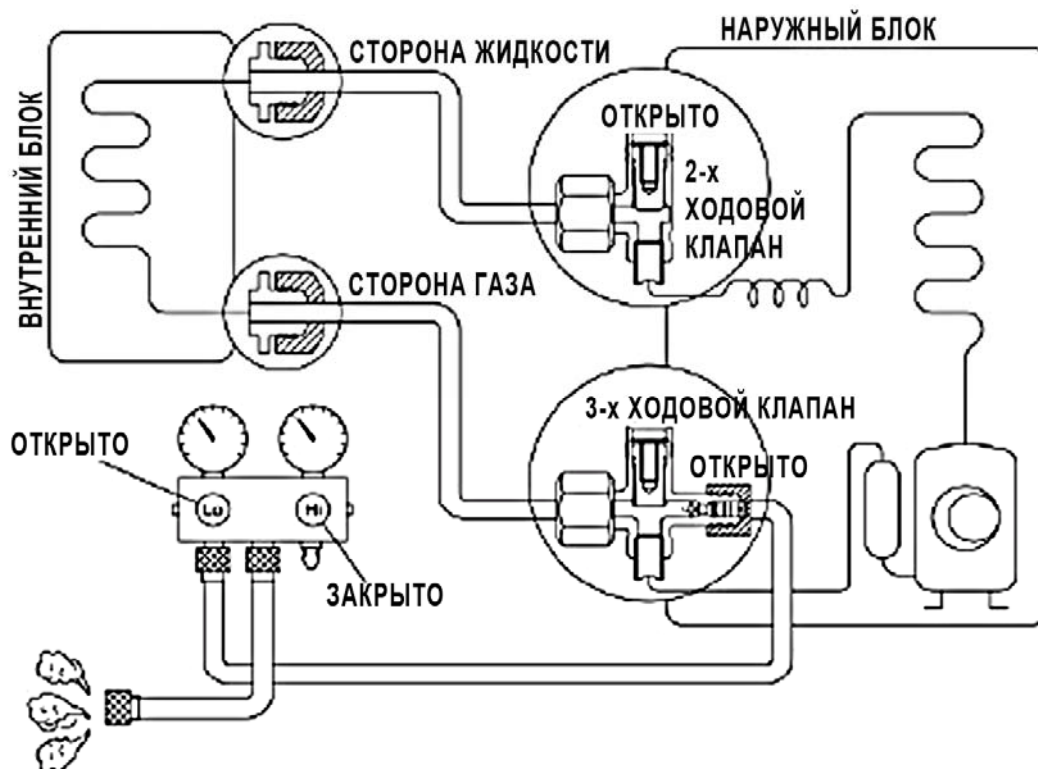 НАРУЖНЫЙ БЛОК
СТОРОНА ЖИДКОСТИ
ВНУТРЕННИЙ БЛОК
ОТКРЫТО
2-х
ХОДОВОЙ
КЛАПАН
СТОРОНА ГАЗА
3-х ХОДОВОЙ КЛАПАН
ОТКРЫТО
ОТКРЫТО
Lo
Hi
ЗАКРЫТО